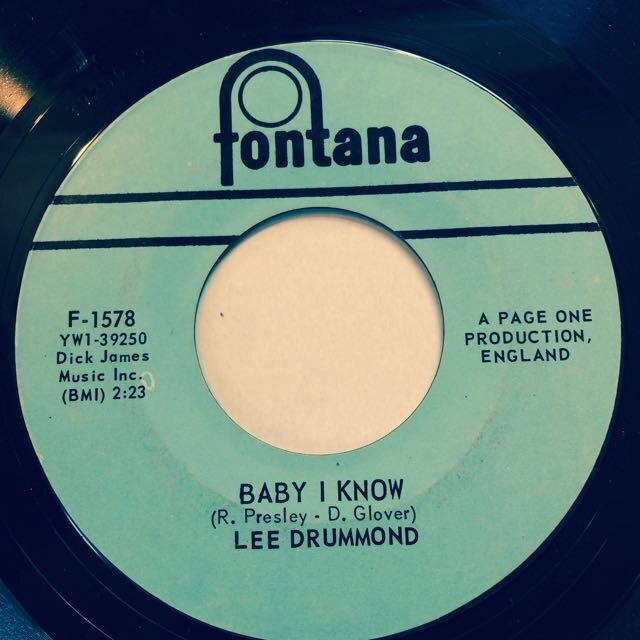 fontana
F-1578
YW1-39250
Dick James
Music Inc.
(BMI) 2:23
A PAGE ONE
PRODUCTION,
ENGLAND
BABY I KNOW
(R. Presley - D. Glover)
LEE DRUMMOND